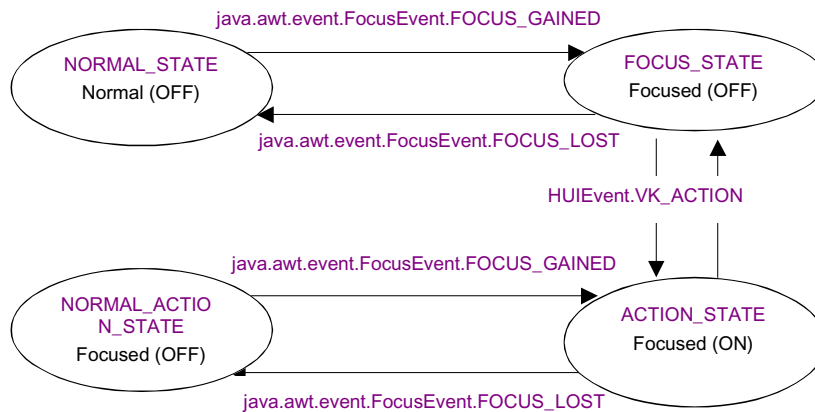 java.awt.event.FocusEvent.FOCUS_GAINED
NORMAL_STATE
Normal (OFF)
FOCUS_STATE
Focused (OFF)
java.awt.event.FocusEvent.FOCUS_LOST
HUIEvent.VK_ACTION
java.awt.event.FocusEvent.FOCUS_GAINED
NORMAL_ACTIO
N_STATE
Focused (OFF)
ACTION_STATE
Focused (ON)
java.awt.event.FocusEvent.FOCUS_LOST